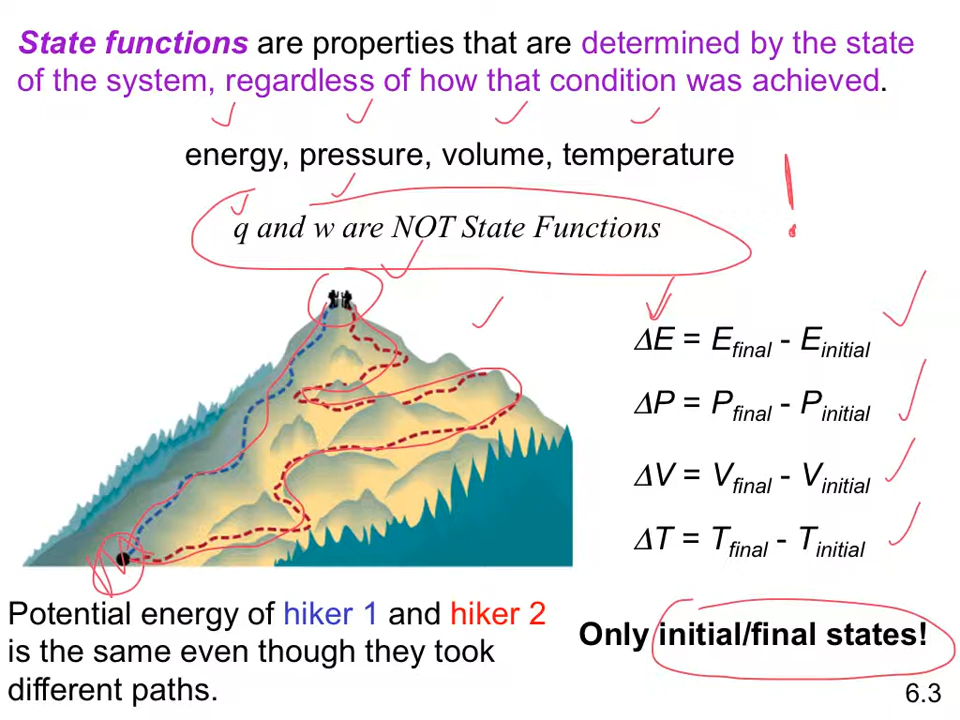 State functions are properties that are determined by the state
of the system, regardless of how that condition was achieved.
energy, pressure, volume, temperature
!
q and w are NOT State Functions
ΔE = Efinal - Einitial
ΔP = Pfinal - Pinitial
ΔV = Vfinal - Vinitial
ΔT = Tfinal - Tinitial
Potential energy of hiker 1 and hiker 2
is the same even though they took
different paths.
Only initial/final states!
6.3